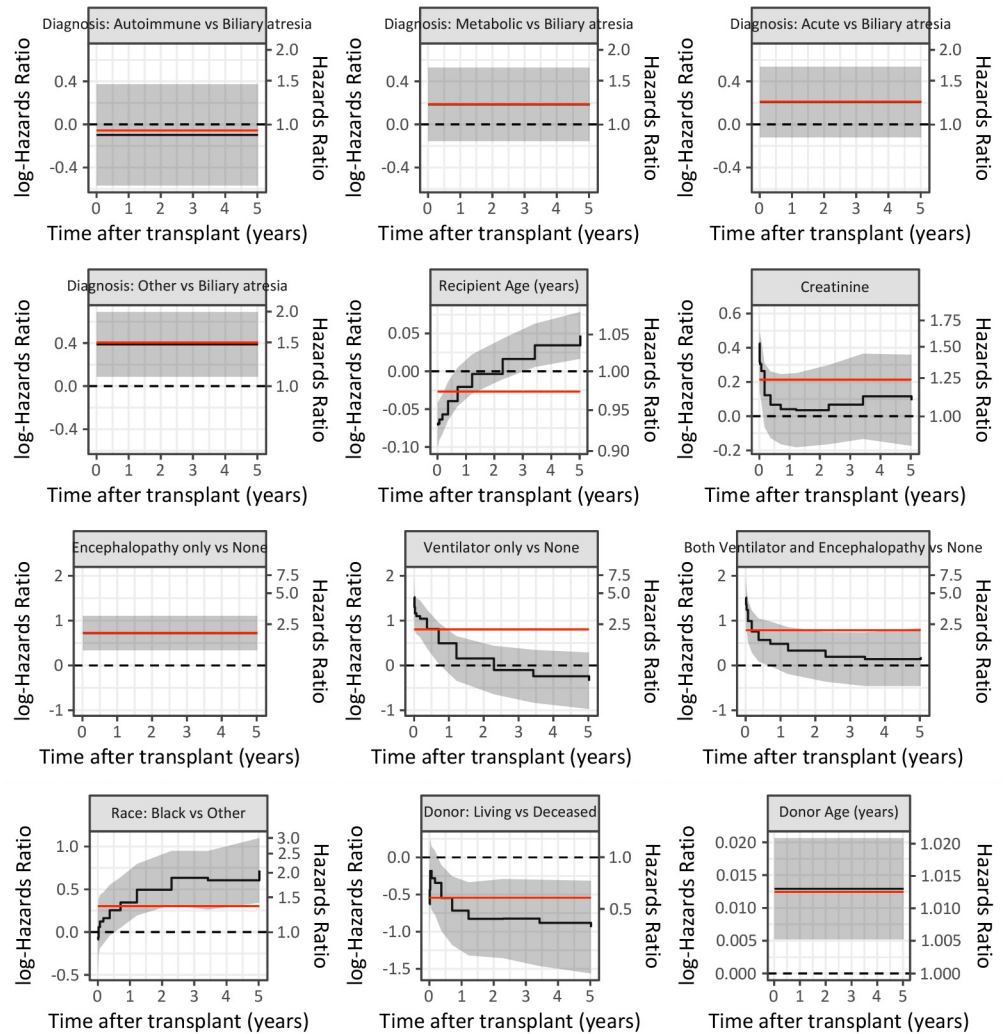 Diagnosis: Autoimmune vs Biliary atresia
log-Hazards Ratio
0.4
0.0
-0.4
2.0
1.5
1.0
Hazards Ratio
0 1 2 3 4 5
Time after transplant (years)
Diagnosis: Metabolic vs Biliary atresia
log-Hazards Ratio
0.4
0.0
-0.4
2.0
1.5
1.0
Hazards Ratio
0 1 2 3 4 5
Time after transplant (years)
Diagnosis: Acute vs Biliary atresia
log-Hazards Ratio
0.4
0.0
-0.4
2.0
1.5
1.0
Hazards Ratio
0 1 2 3 4 5
Time after transplant (years)
Diagnosis: Other vs Biliary atresia
log-Hazards Ratio
0.4
0.0
-0.4
2.0
1.5
1.0
Hazards Ratio
0 1 2 3 4 5
Time after transplant (years)
Recipient Age (years)
log-Hazards Ratio
0.05
0.00
-0.05
-0.10
1.05
1.00
0.95
0.90
Hazards Ratio
0 1 2 3 4 5
Time after transplant (years)
Creatinine
log-Hazards Ratio
0.6
0.4
0.2
0.0
-0.2
1.75
1.50
1.25
1.00
Hazards Ratio
0 1 2 3 4 5
Time after transplant (years)
Encephalopathy only vs None
log-Hazards Ratio
2
1
0
-1
7.5
5.0
2.5
Hazards Ratio
0 1 2 3 4 5
Time after transplant (years)
Ventilator only vs None
log-Hazards Ratio
2
1
0
-1
7.5
5.0
2.5
Hazards Ratio
0 1 2 3 4 5
Time after transplant (years)
Both Ventilator and Encephalopathy vs None
log-Hazards Ratio
2
1
0
-1
7.5
5.0
2.5
Hazards Ratio
0 1 2 3 4 5
Time after transplant (years)
Race: Black vs Other
log-Hazards Ratio
1.0
0.5
0.0
-0.5
3.0
2.5
2.0
1.5
1.0
Hazards Ratio
0 1 2 3 4 5
Time after transplant (years)
Donor: Living vs Deceased
log-Hazards Ratio
0.0
-0.5
-1.0
-1.5
1.0
0.5
Hazards Ratio
0 1 2 3 4 5
Time after transplant (years)
Donor Age (years)
log-Hazards Ratio
0.020
0.015
0.010
0.005
0.000
1.020
1.015
1.010
1.005
1.000
Hazards Ratio
0 1 2 3 4 5
Time after transplant (years)